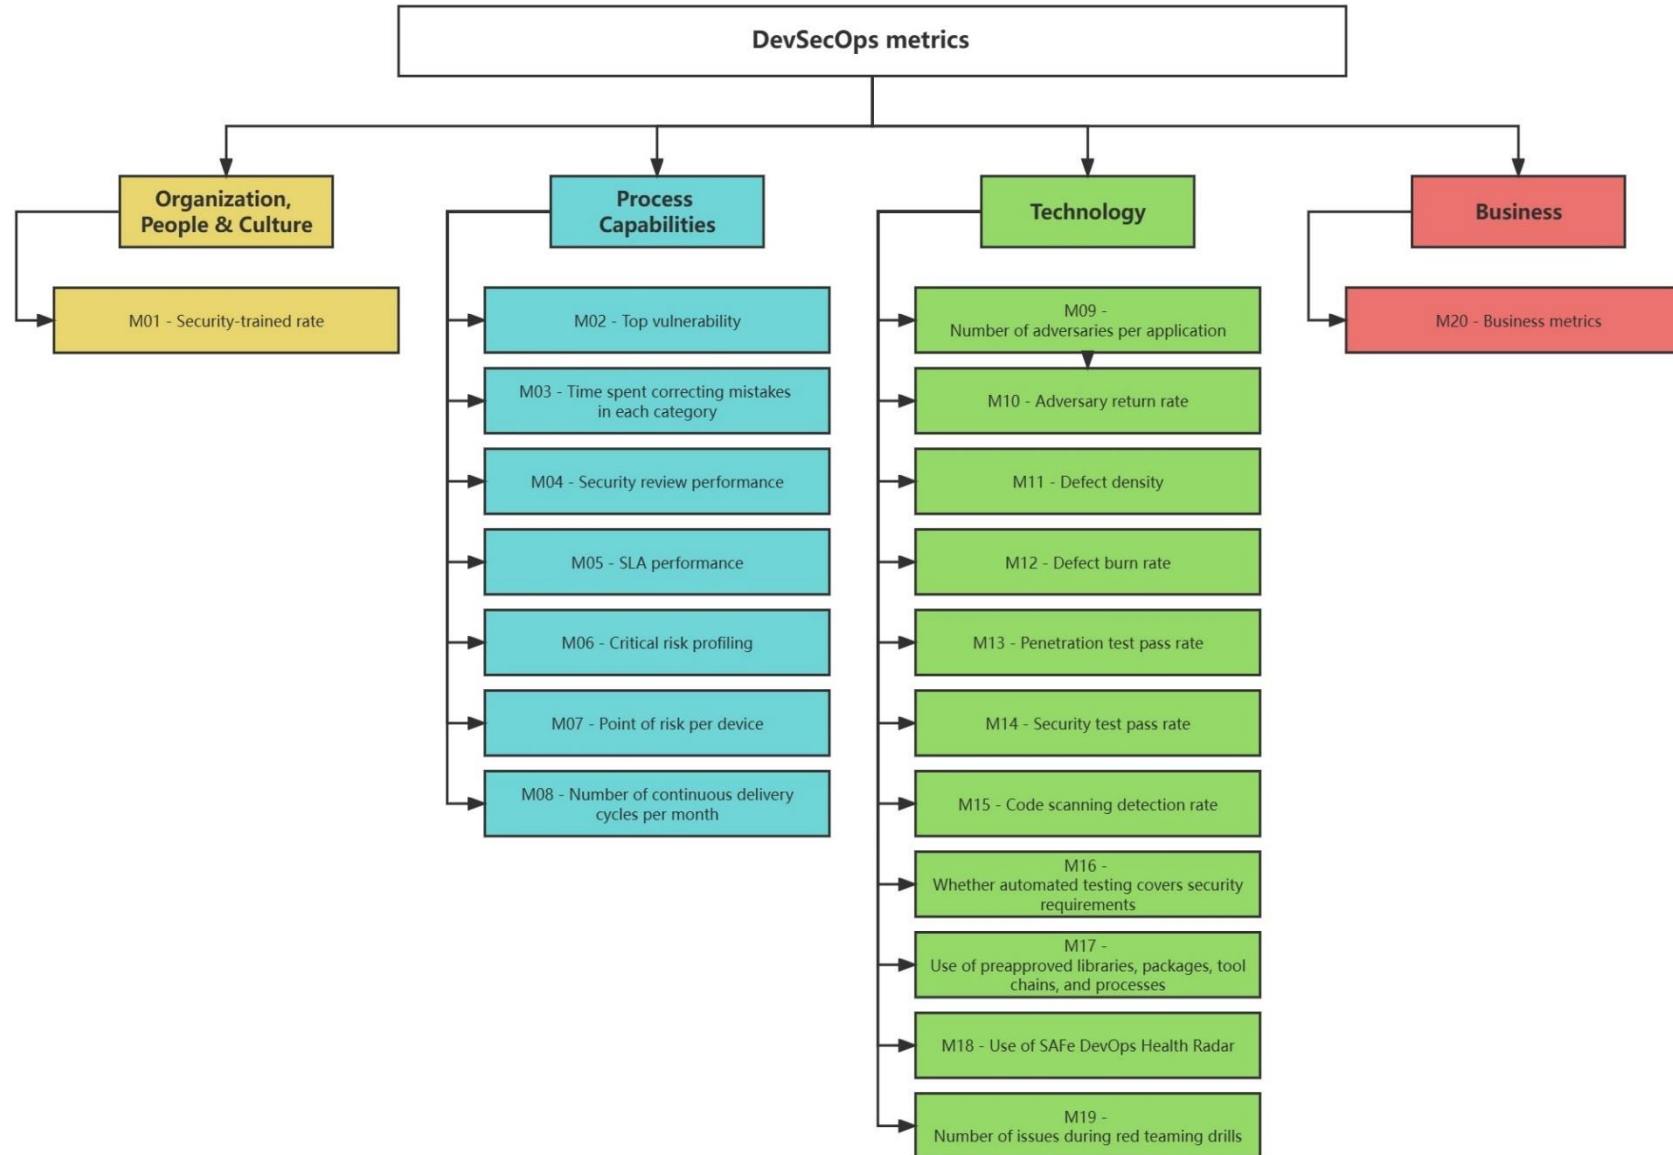 DevSecOps metrics
Organization,
People & Culture
Process
Capabilities
Technology
Business
M01 - Security-trained rate
M02 - Top vulnerability
M03 - Time spent correcting mistakes
in each category
M04 - Security review performance
M05 - SLA performance
M06 - Critical risk profiling
M07 - Point of risk per device
M08 - Number of continuous delivery
cycles per month
M09 -
Number of adversaries per application
M10 - Adversary return rate
M11 - Defect density
M12 - Defect burn rate
M13 - Penetration test pass rate
M14 - Security test pass rate
M15 - Code scanning detection rate
M16 -
Whether automated testing covers security
requirements
M17 -
Use of preapproved libraries, packages, tool
chains, and processes
M18 - Use of SAFe DevOps Health Radar
M19 -
Number of issues during red teaming drills
M20 - Business metrics